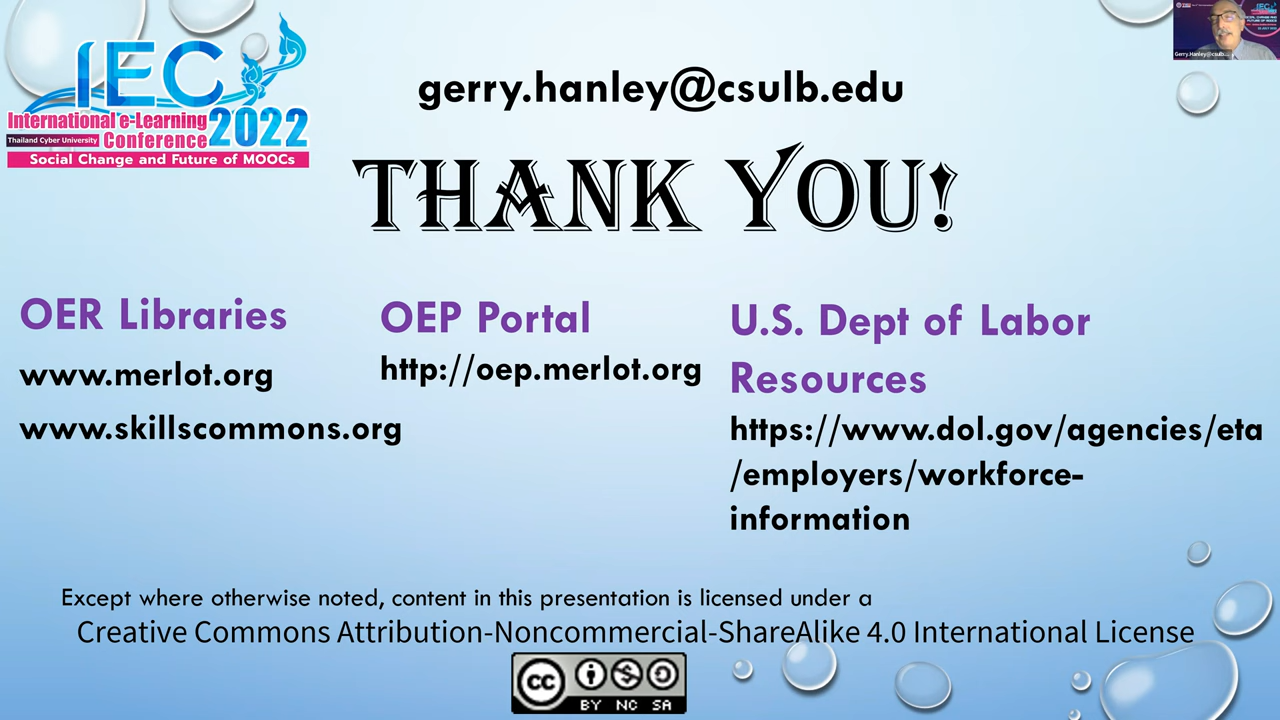 IEC
International e-Learning
Thailand Cyber University
Conference
2022
Social Change and Future of MOOCs
gerry.hanley@csulb.edu
THANK YOU!
OER Libraries
www.merlot.org
www.skillscommons.org
OEP Portal
http://oep.merlot.org
U.S. Dept of Labor
Resources
https://www.dol.gov/agencies/eta
/employers/workforce-
information
Except where otherwise noted, content in this presentation is licensed under a
Creative Commons Attribution-Noncommercial-ShareAlike 4.0 International License
cc
BY NC SA
Gerry.Hanley@csulb....